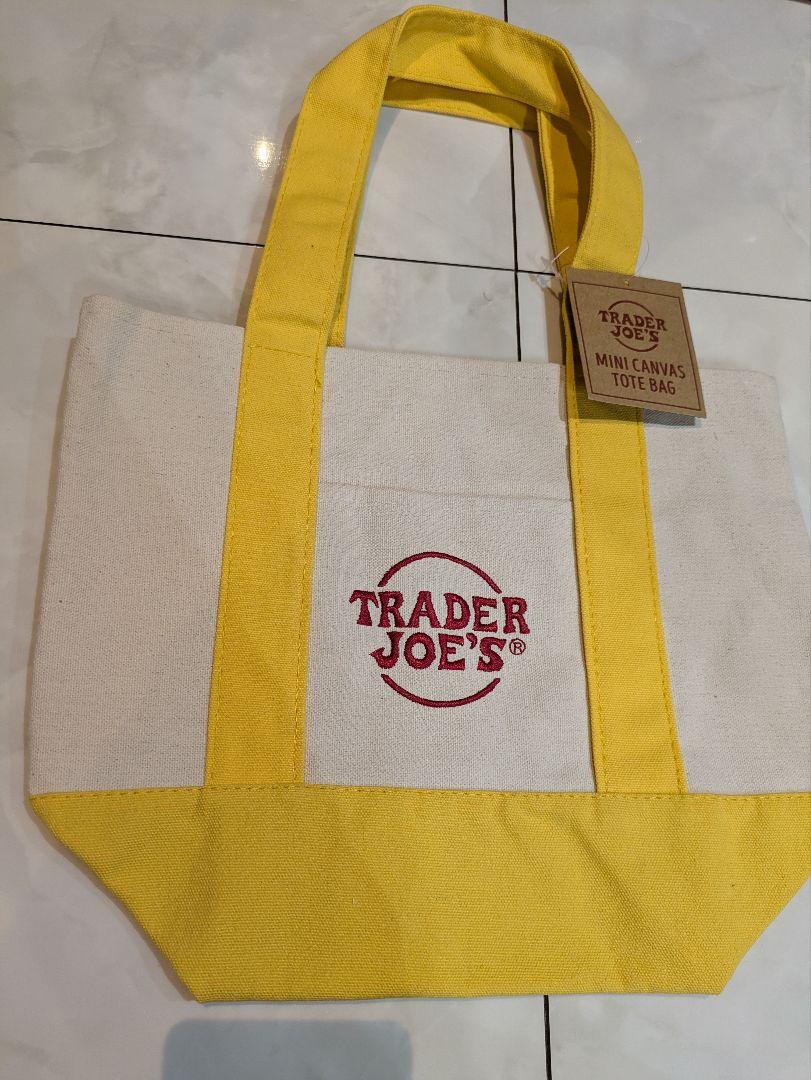 TRADER
JOE'S
MINI CANVAS
TOTE BAG
TRADER
JOE'S®